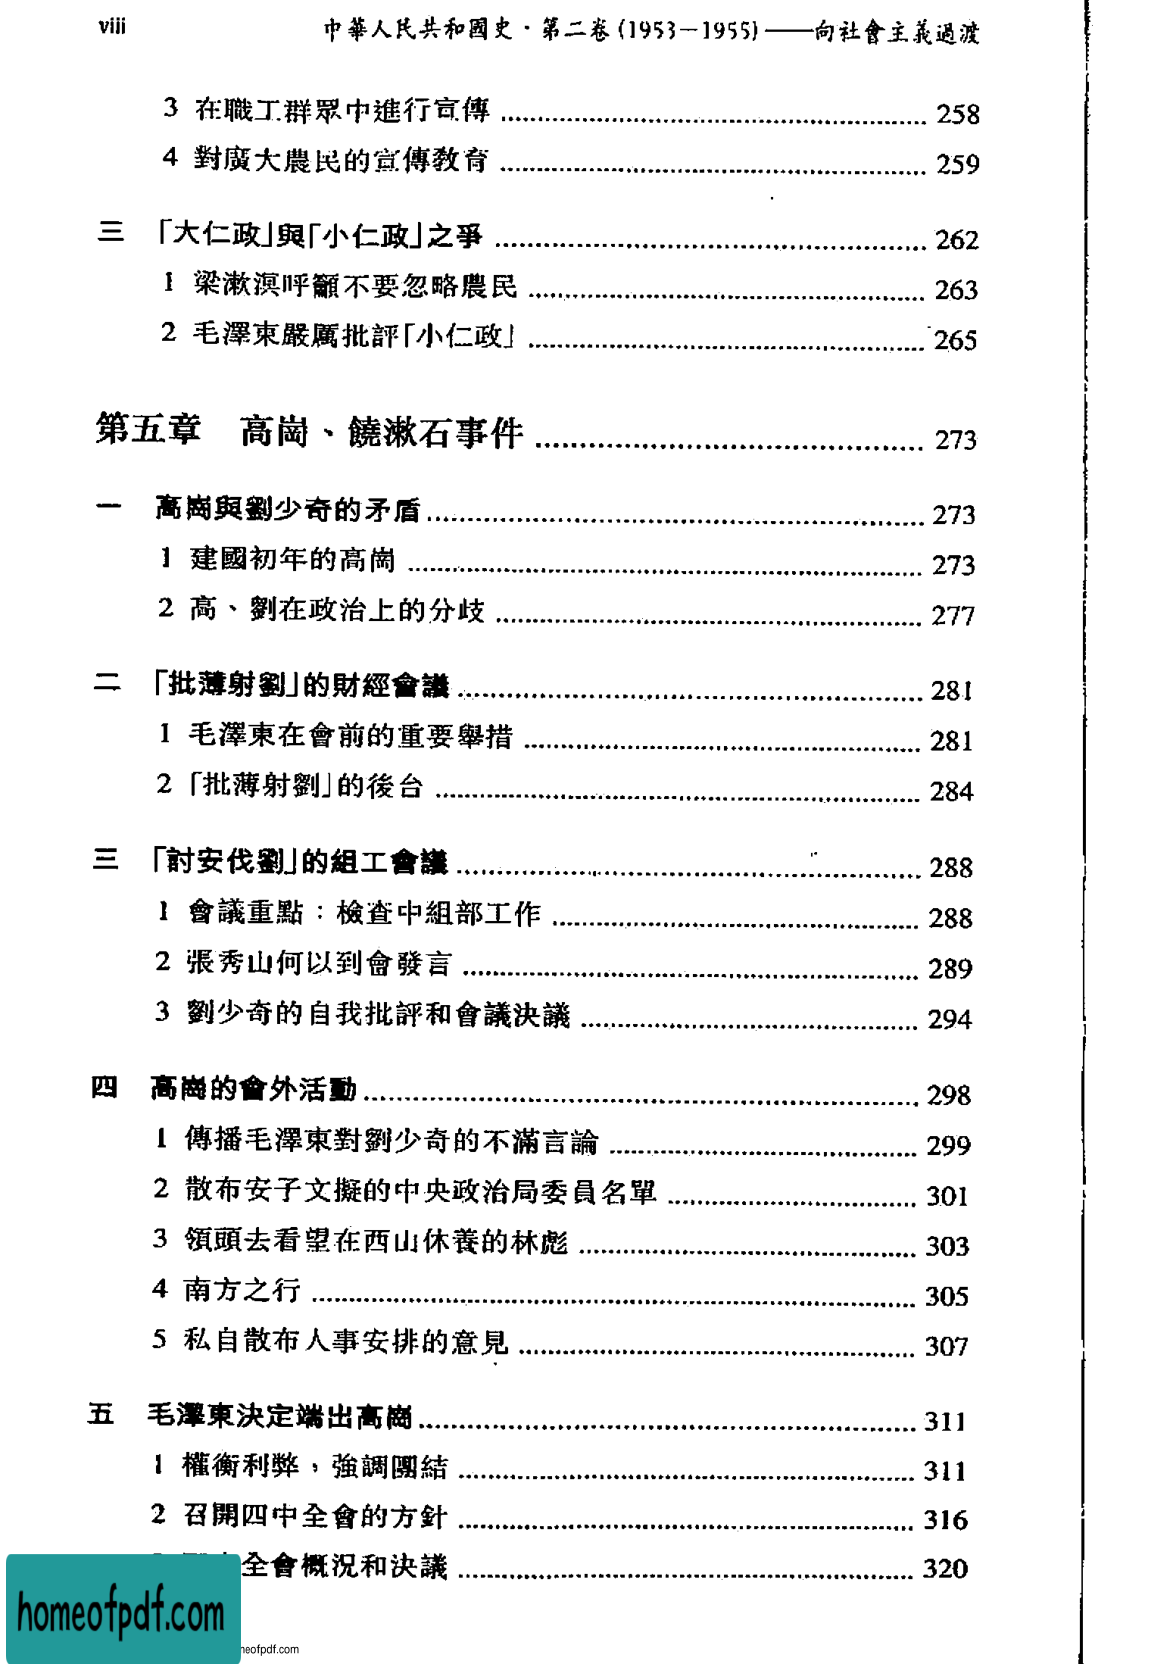 viii
中華人民共和國史·第二卷(1953—1955)——向社會主義過渡
3 在職工群眾中進行宣傳 258
4 對廣大農民的宣傳教育 259
三 「大仁政」與「小仁政」之爭 262
1 梁漱溟呼籲不要忽略農民 263
2 毛澤東嚴厲批評「小仁政」 265
第五章 高崗、饒漱石事件 273
一 高崗與劉少奇的矛盾 273
1 建國初年的高崗 273
2 高、劉在政治上的分歧 277
二 「批薄射劉」的財經會議 281
1 毛澤東在會前的重要舉措 281
2 「批薄射劉」的後台 284
三 「討安伐劉」的組工會議 288
1 會議重點：檢查中組部工作 288
2 張秀山何以到會發言 289
3 劉少奇的自我批評和會議決議 294
四 高崗的會外活動 298
1 傳播毛澤東對劉少奇的不滿言論 299
2 散布安子文擬的中央政治局委員名單 301
3 領頭去看望在西山休養的林彪 303
4 南方之行 305
5 私自散布人事安排的意見 307
五 毛澤東決定端出高崗 311
1 權衡利弊，強調團結 311
2 召開四中全會的方針 316
全會概況和決議 320
homeofpdf.com
neofpdf.com